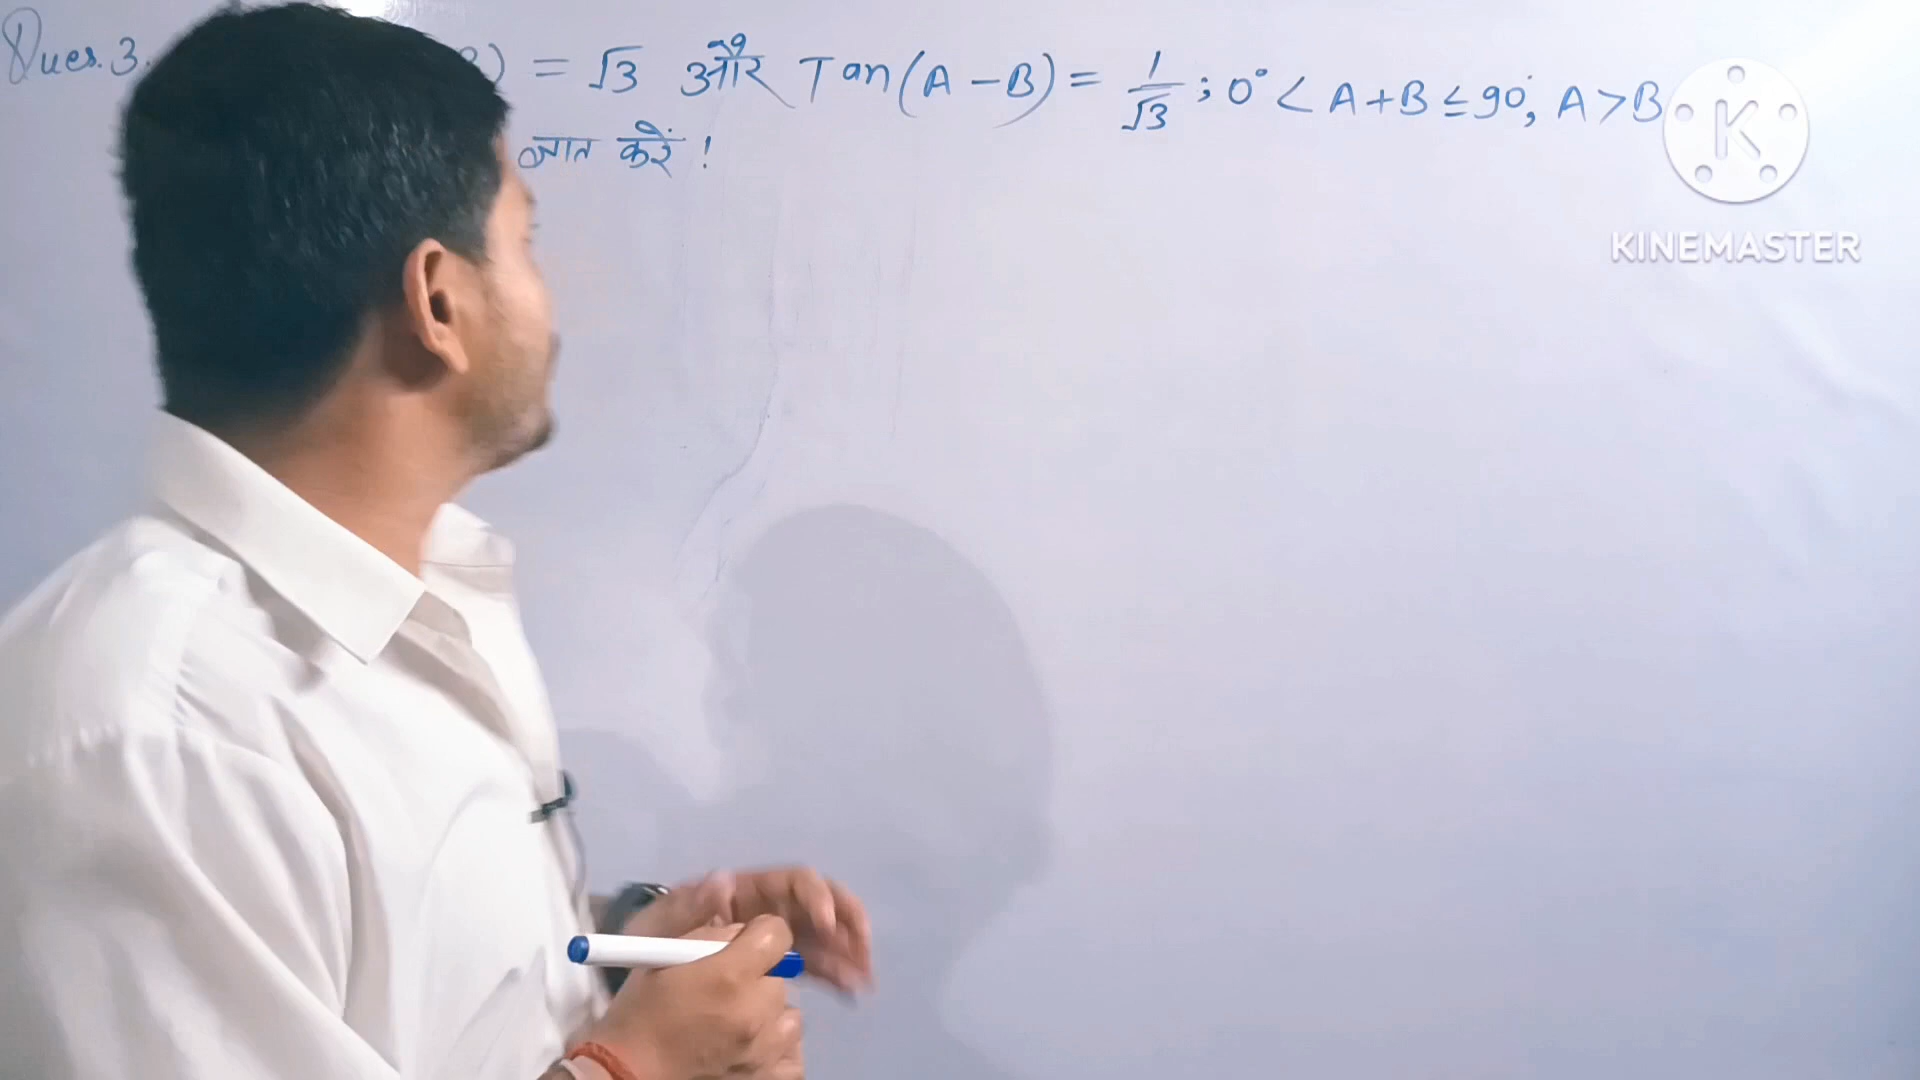 Ques.3. B) = √3 और Tan(A - B) = 1/√3 ; 0° < A + B ≤ 90°, A > B
ज्ञात करें !
KINEMASTER